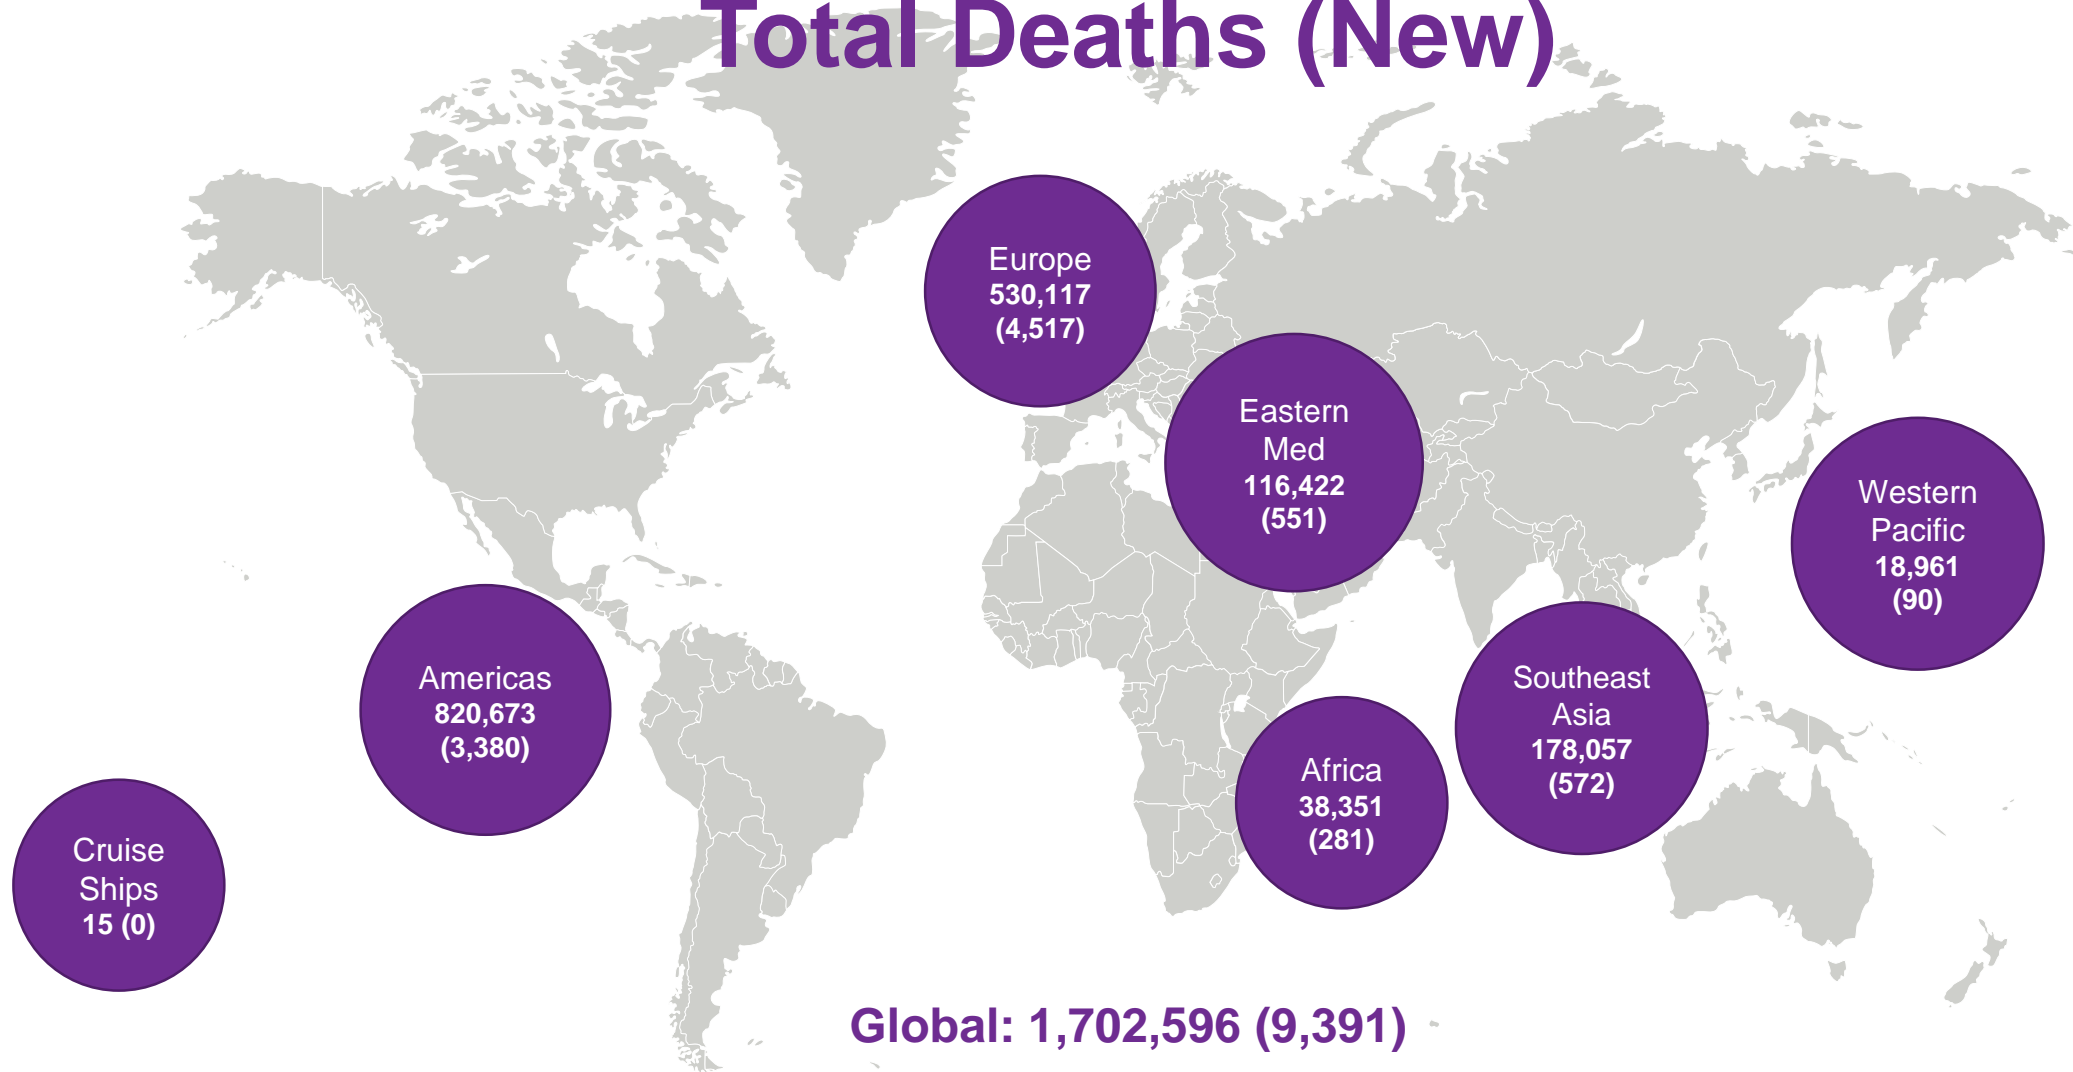 Total Deaths (New)
Europe
530,117
(4,517)
Eastern
Med
116,422
(551)
Western
Pacific
18,961
(90)
Americas
820,673
(3,380)
Southeast
Asia
178,057
(572)
Africa
38,351
(281)
Cruise
Ships
15 (0)
Global: 1,702,596 (9,391)